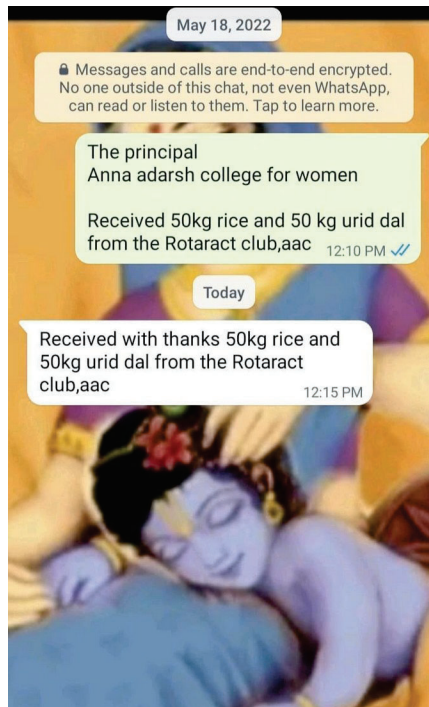 May 18, 2022
Messages and calls are end-to-end encrypted.
No one outside of this chat, not even WhatsApp,
can read or listen to them. Tap to learn more.
The principal
Anna adarsh college for women
Received 50kg rice and 50 kg urid dal
from the Rotaract club,aac 12:10 PM
Today
Received with thanks 50kg rice and
50kg urid dal from the Rotaract
club,aac
12:15 PM